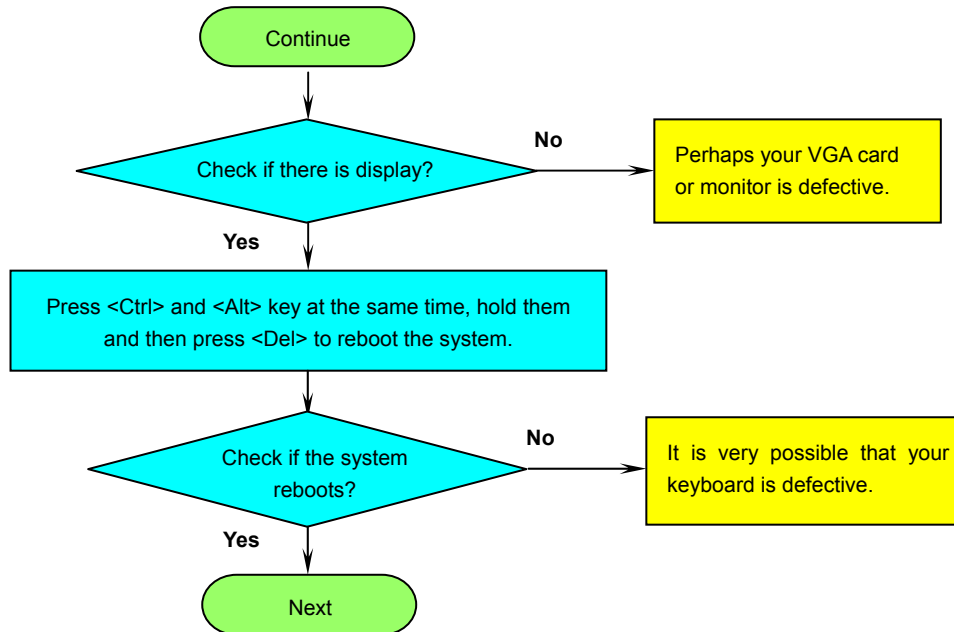 Continue
Check if there is display?
No
Perhaps your VGA card
or monitor is defective.
Yes
Press <Ctrl> and <Alt> key at the same time, hold them
and then press <Del> to reboot the system.
Check if the system
reboots?
No
It is very possible that your
keyboard is defective.
Yes
Next